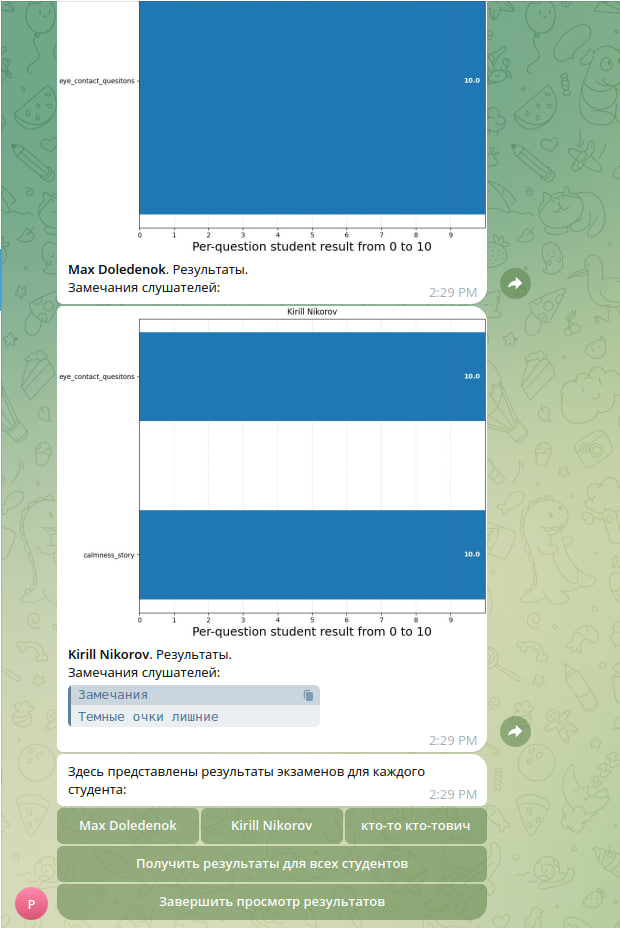 eye_contact_quesitons
10.0
0 1 2 3 4 5 6 7 8 9
Per-question student result from 0 to 10
Max Doledenok. Результаты.
Замечания слушателей:
2:29 PM
Kirill Nikorov
eye_contact_quesitons
10.0
calmness_story
10.0
0 1 2 3 4 5 6 7 8 9
Per-question student result from 0 to 10
Kirill Nikorov. Результаты.
Замечания слушателей:
Замечания
Темные очки лишние
2:29 PM
Здесь представлены результаты экзаменов для каждого
студента:
2:29 PM
Max Doledenok Kirill Nikorov кто-то кто-тович
Получить результаты для всех студентов
Завершить просмотр результатов
P